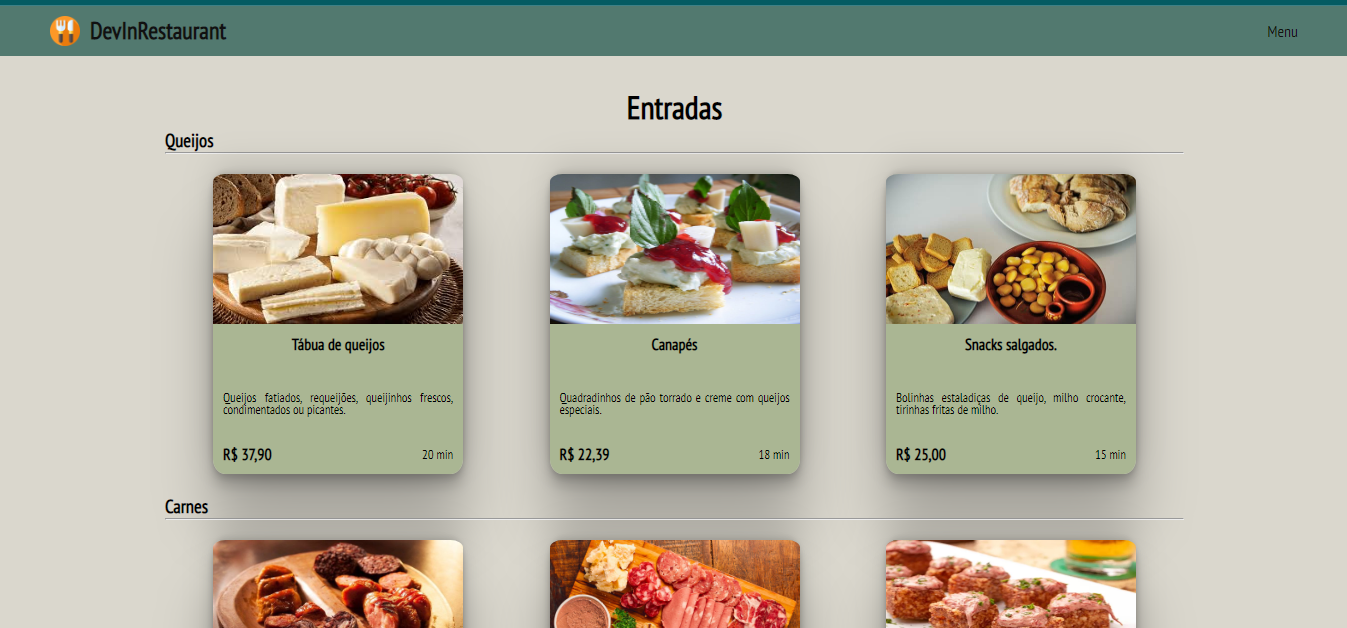 DevInRestaurant
Menu
Entradas
Queijos
Tábua de queijos
Queijos fatiados, requeijões, queijinhos frescos,
condimentados ou picantes.
R$ 37,90
20 min
Canapés
Quadradinhos de pão torrado e creme com queijos
especiais.
R$ 22,39
18 min
Snacks salgados.
Bolinhas estaladiças de queijo, milho crocante,
tirinhas fritas de milho.
R$ 25,00
15 min
Carnes